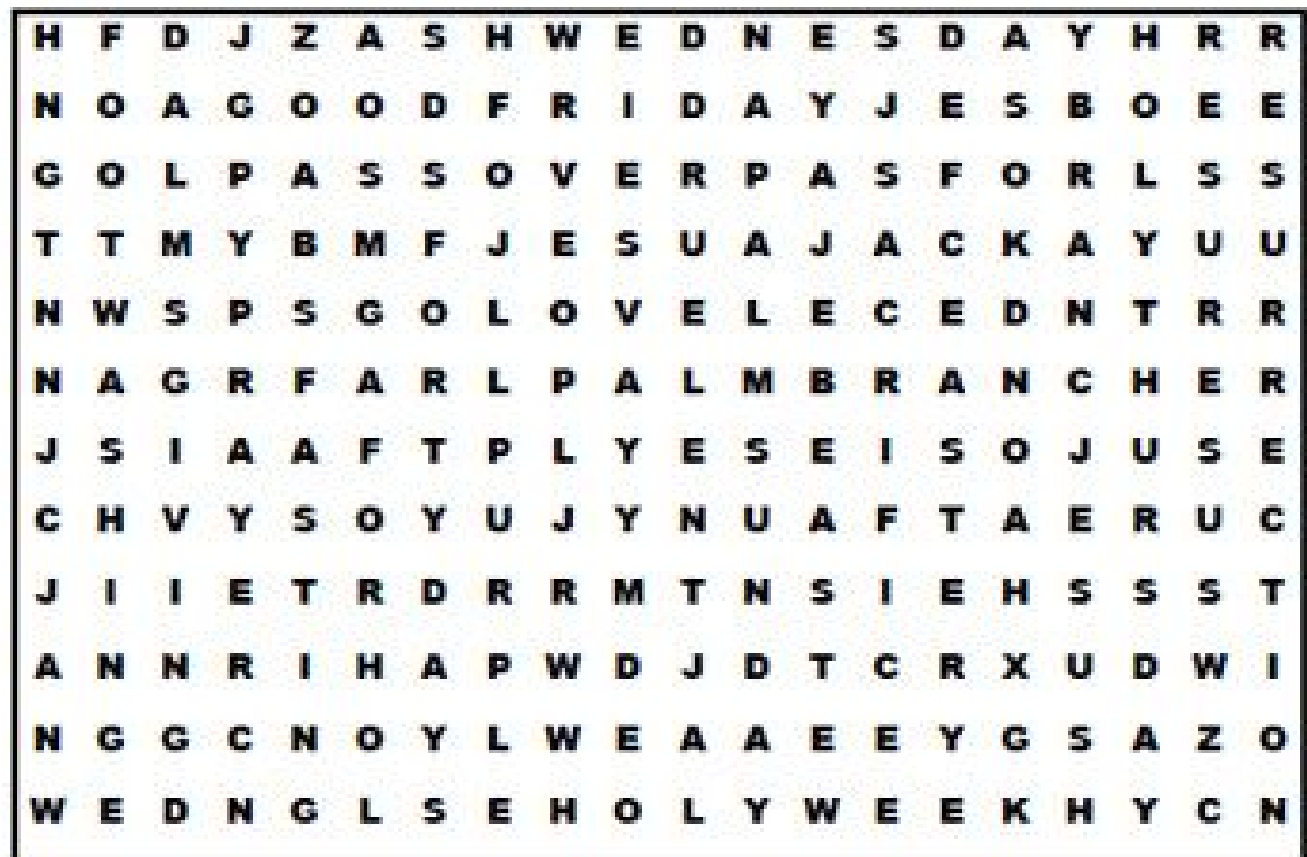 H F D J Z A S H W E D N E S D A Y H R R
N O A G O O D F R I D A Y J E S B O E E
G O L P A S S O V E R P A S F O R L S S
T T M Y B M F J E S U A J A C K A Y U U
N W S P S G O L O V E L E C E D N T R R
N A G R F A R L P A L M B R A N C H E R
J S I A A F T P L Y E S E I S O J U S E
C H V Y S O Y U J Y N U A F T A E R U C
J I I E T R D R R M T N S I E H S S S T
A N N R I H A P W D J D T C R X U D W I
N G G C N O Y L W E A A E E Y G S A Z O
W E D N G L S E H O L Y W E E K H Y C N